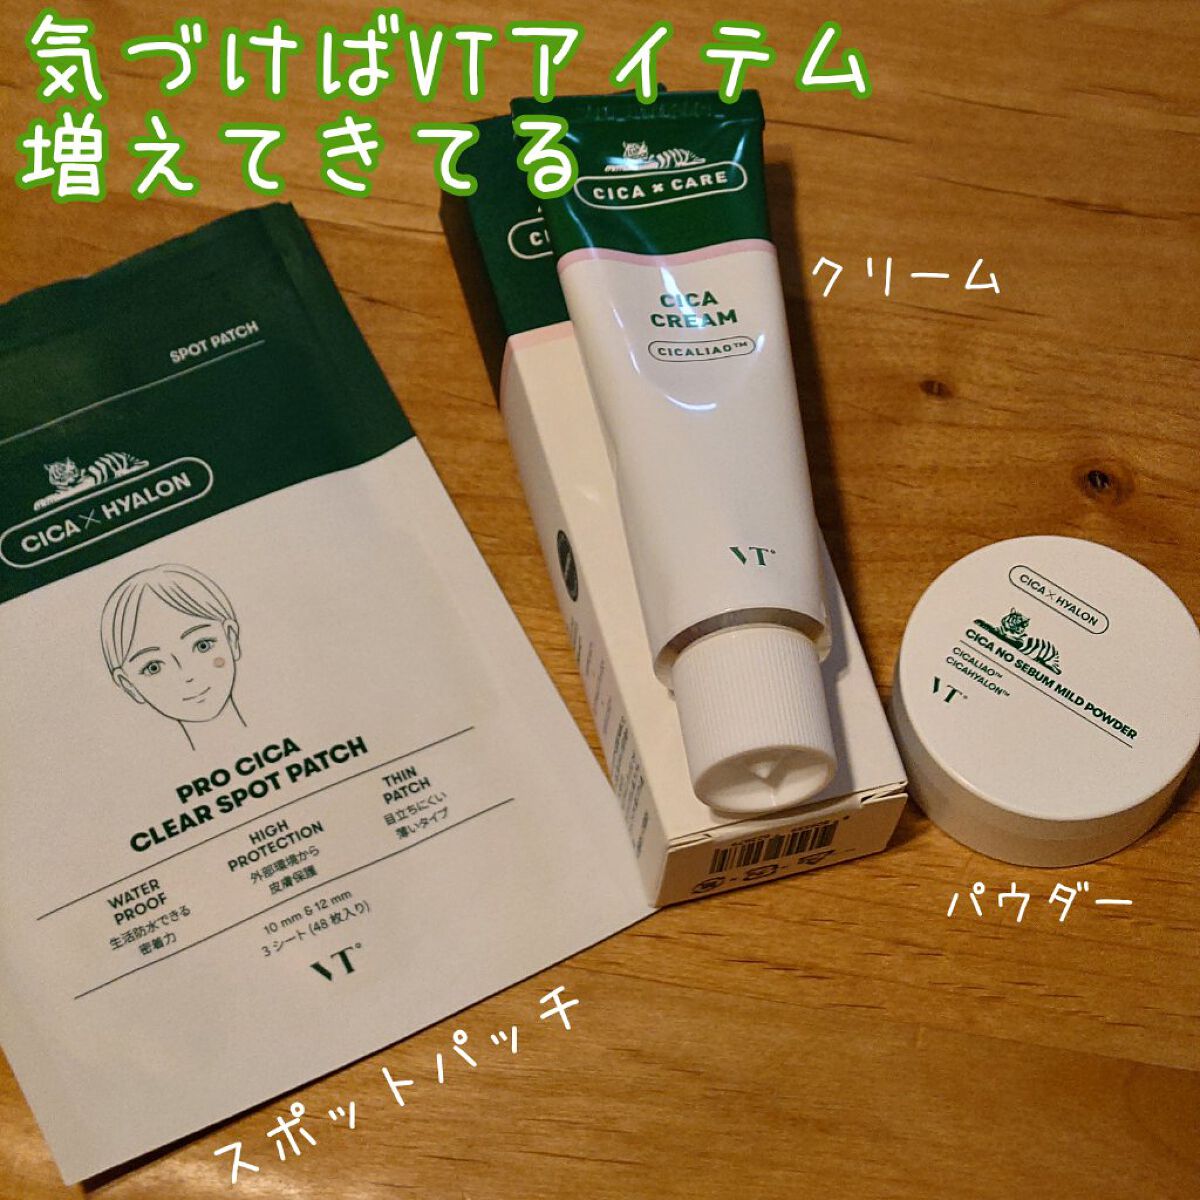 気づけばVTアイテム
増えてきてる
SPOT PATCH
CICA×HYALON
PRO CICA
CLEAR SPOT PATCH
WATER
PROOF
生活防水できる
密着力
HIGH
PROTECTION
外部環境から
皮膚保護
THIN
PATCH
目立ちにくい
薄いタイプ
10 mm & 12 mm
3 シート (48 枚入り)
VT
スポットパッチ
CICA × CARE
CICA
CREAM
CICALIAO™
VT
クリーム
CICA×HYALON
CICA NO SEBUM MILD POWDER
CICALIAO™
CICAHYALON™
VT
パウダー